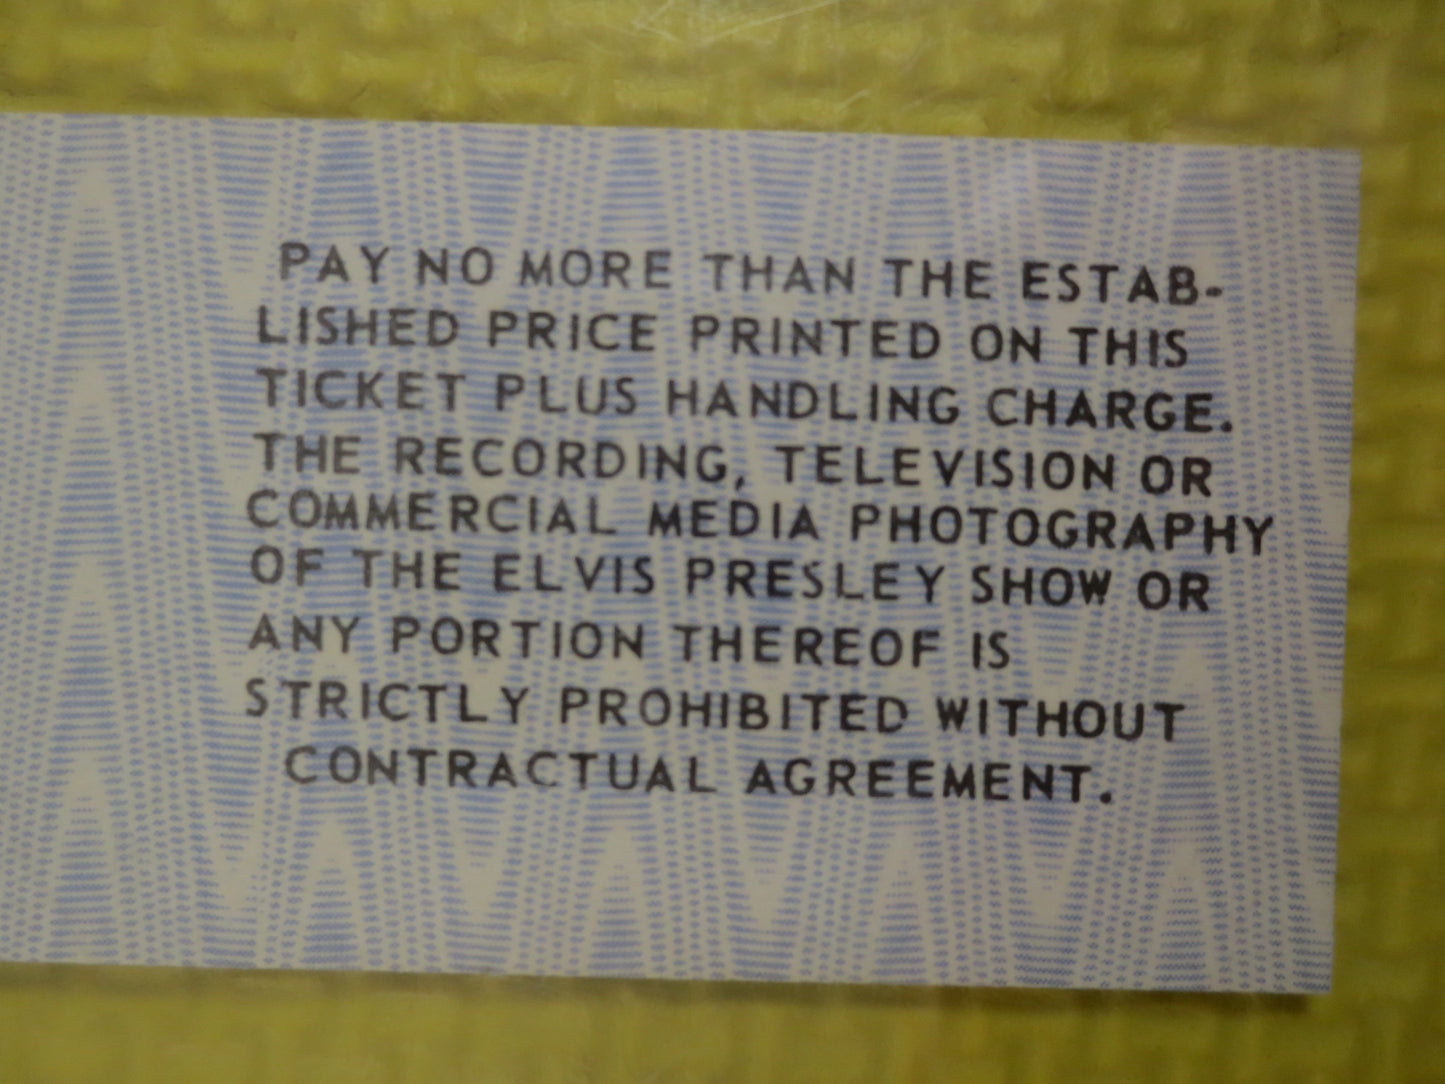 PAY NO MORE THAN THE ESTAB-
LISHED PRICE PRINTED ON THIS
TICKET PLUS HANDLING CHARGE.
THE RECORDING, TELEVISION OR
COMMERCIAL MEDIA PHOTOGRAPHY
OF THE ELVIS PRESLEY SHOW OR
ANY PORTION THEREOF IS
STRICTLY PROHIBITED WITHOUT
CONTRACTUAL AGREEMENT.